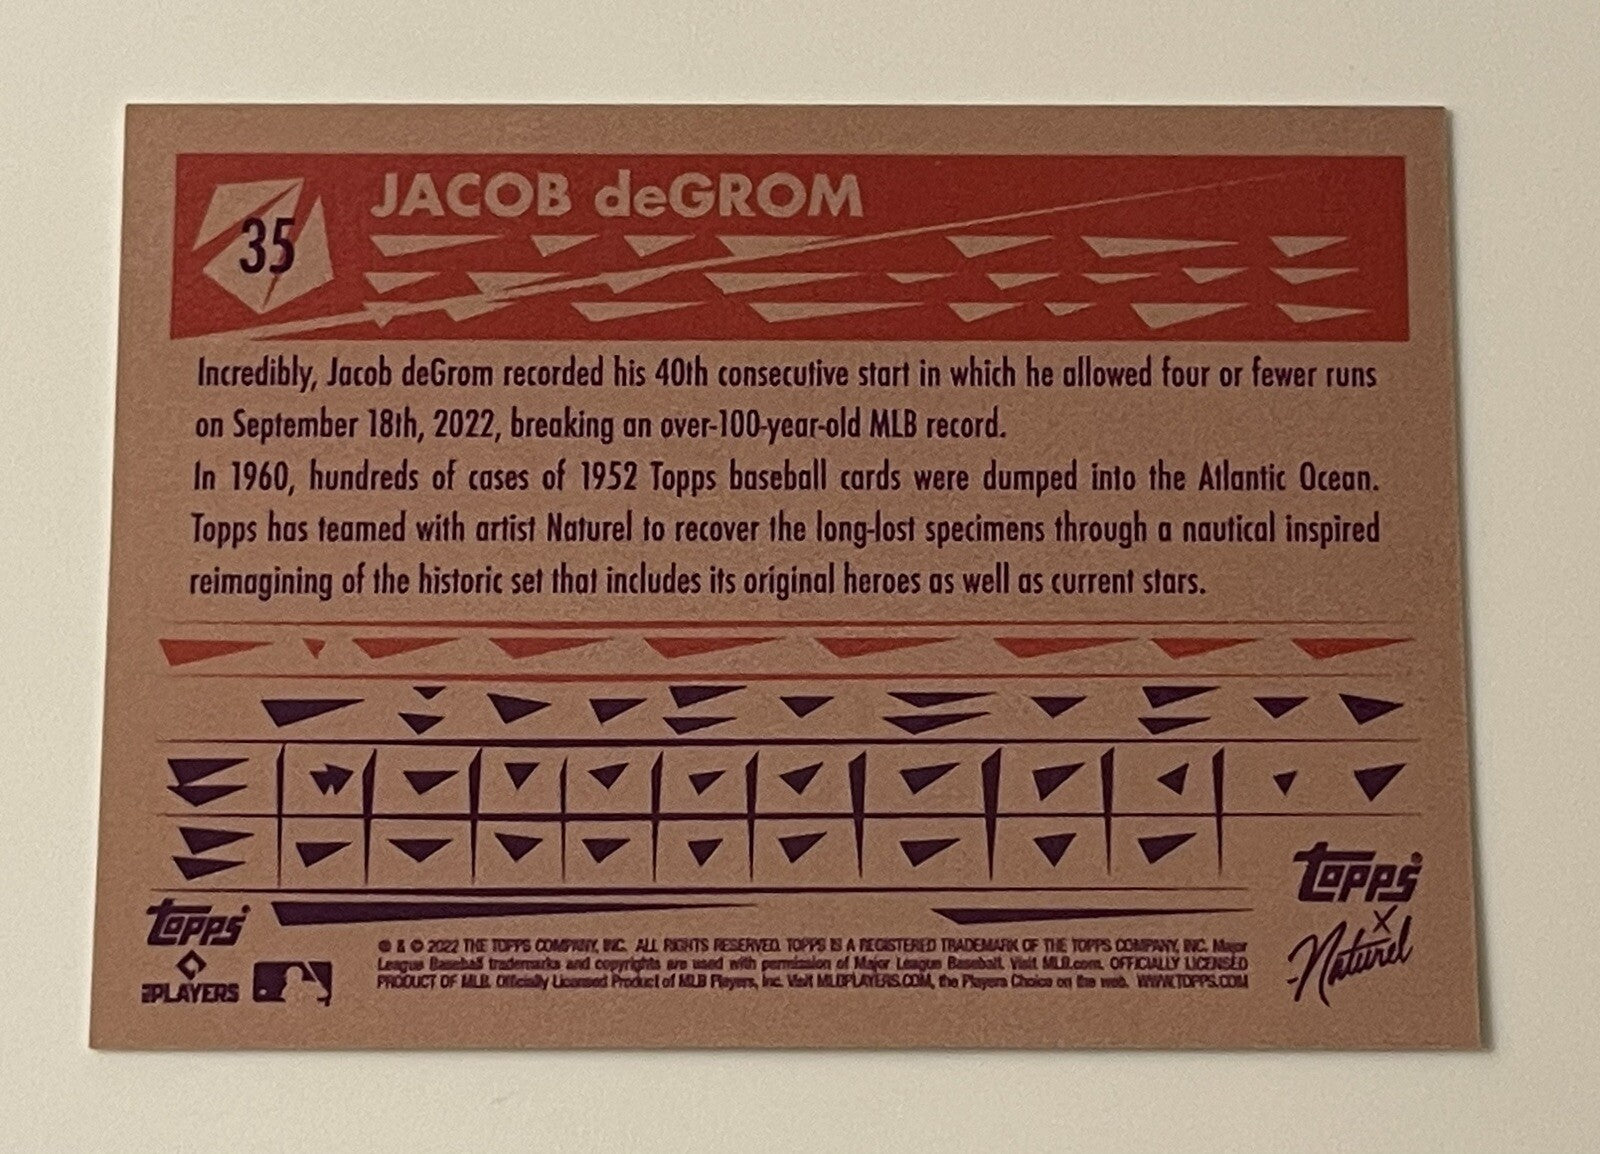 35
JACOB deGROM
Incredibly, Jacob deGrom recorded his 40th consecutive start in which he allowed four or fewer runs
on September 18th, 2022, breaking an over-100-year-old MLB record.
In 1960, hundreds of cases of 1952 Topps baseball cards were dumped into the Atlantic Ocean.
Topps has teamed with artist Naturel to recover the long-lost specimens through a nautical inspired
reimagining of the historic set that includes its original heroes as well as current stars.
Topps
PLAYERS
® & © 2022 THE TOPPS COMPANY, INC. ALL RIGHTS RESERVED. TOPPS IS A REGISTERED TRADEMARK OF THE TOPPS COMPANY, INC. Major
League Baseball trademarks and copyrights are used with permission of Major League Baseball. Visit MLB.com. OFFICIALLY LICENSED
PRODUCT OF MLB. Officially Licensed Product of MLB Players, Inc. Visit MLBPLAYERS.COM, the Players Choice on the web. WWW.TOPPS.COM
Topps
X
Naturel